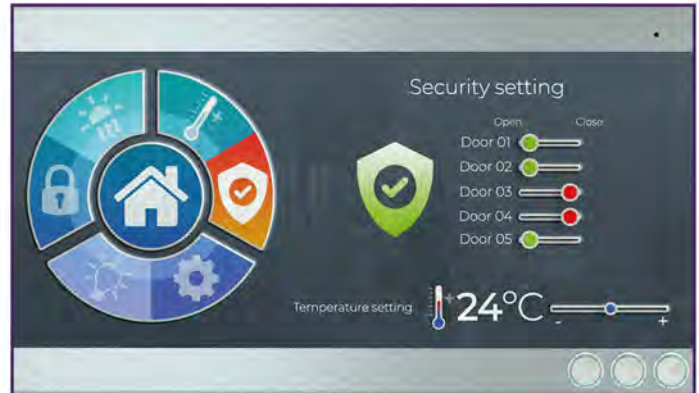 Security setting
Open Close
Door 01
Door 02
Door 03
Door 04
Door 05
Temperature setting + 24°C - +